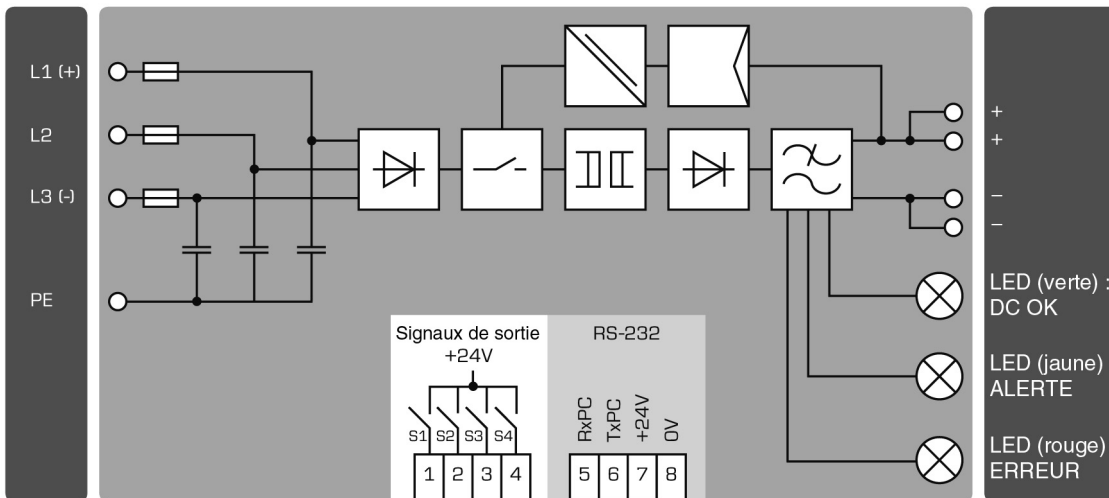 L1 (+)
L2
L3 (-)
PE
+
+
−
−
LED (verte) :
DC OK
LED (jaune)
ALERTE
LED (rouge)
ERREUR
Signaux de sortie
+24V
S1 S2 S3 S4
1 2 3 4
RS-232
RxPC
TxPC
+24V
0V
5 6 7 8